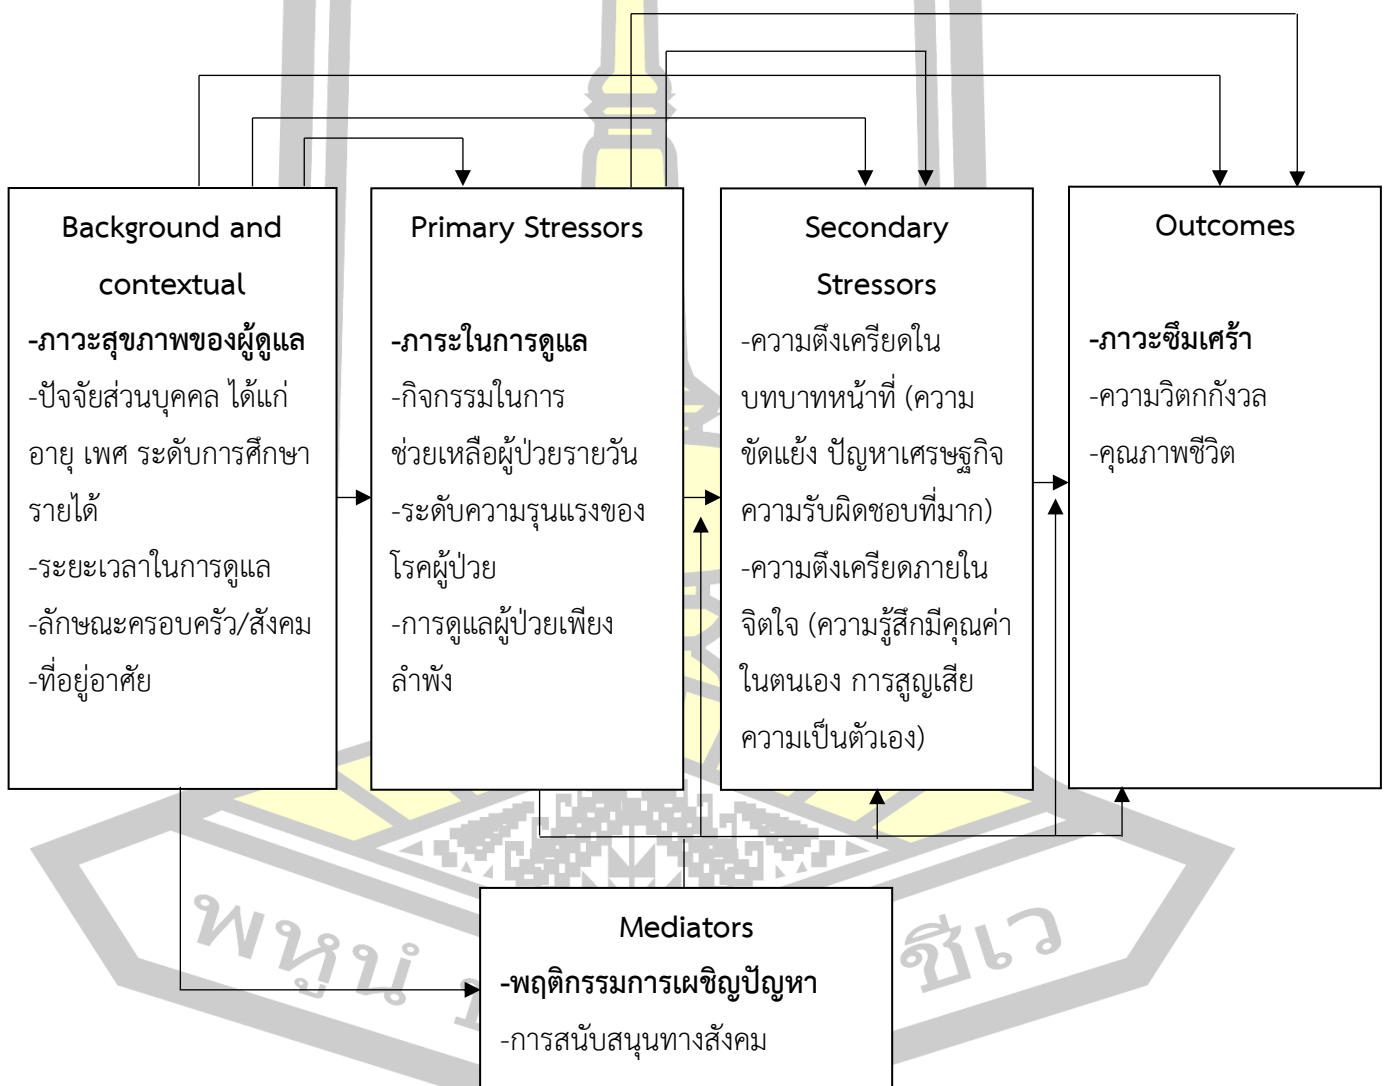 Background and
contextual
-ภาวะสุขภาพของผู้ดูแล
-ปัจจัยส่วนบุคคล ได้แก่
อายุ เพศ ระดับการศึกษา
รายได้
-ระยะเวลาในการดูแล
-ลักษณะครอบครัว/สังคม
-ที่อยู่อาศัย
Primary Stressors
-ภาระในการดูแล
-กิจกรรมในการ
ช่วยเหลือผู้ป่วยรายวัน
-ระดับความรุนแรงของ
โรคผู้ป่วย
-การดูแลผู้ป่วยเพียง
ลำพัง
Secondary
Stressors
-ความตึงเครียดใน
บทบาทหน้าที่ (ความ
ขัดแย้ง ปัญหาเศรษฐกิจ
ความรับผิดชอบที่มาก)
-ความตึงเครียดภายใน
จิตใจ (ความรู้สึกมีคุณค่า
ในตนเอง การสูญเสีย
ความเป็นตัวเอง)
Outcomes
-ภาวะซึมเศร้า
-ความวิตกกังวล
-คุณภาพชีวิต
Mediators
-พฤติกรรมการเผชิญปัญหา
-การสนับสนุนทางสังคม
พหูนํ
ชีเว